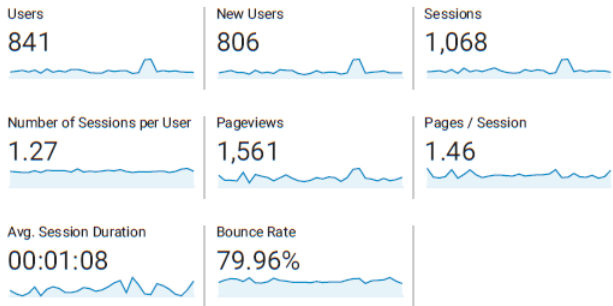 Users
841
New Users
806
Sessions
1,068
Number of Sessions per User
1.27
Pageviews
1,561
Pages / Session
1.46
Avg. Session Duration
00:01:08
Bounce Rate
79.96%